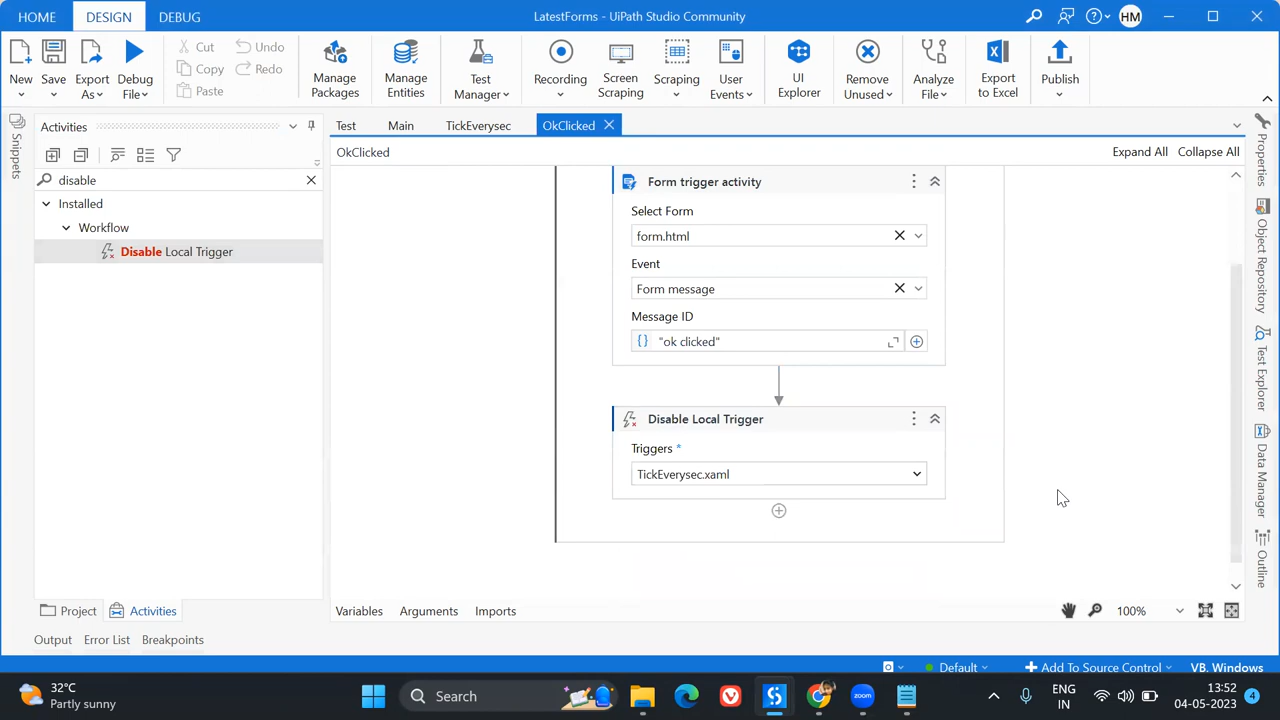 HOME
DESIGN
DEBUG
LatestForms - UiPath Studio Community
HM
New
Save
Export As
Debug File
Cut
Copy
Paste
Undo
Redo
Manage Packages
Manage Entities
Test Manager
Recording
Screen Scraping
Scraping
User Events
UI Explorer
Remove Unused
Analyze File
Export to Excel
Publish
Snippets
Activities
disable
Installed
Workflow
Disable Local Trigger
Test
Main
TickEverysec
OkClicked
OkClicked
Expand All
Collapse All
Form trigger activity
Select Form
form.html
Event
Form message
Message ID
"ok clicked"
Disable Local Trigger
Triggers *
TickEverysec.xaml
Properties
Object Repository
Test Explorer
Data Manager
Outline
Project
Activities
Variables
Arguments
Imports
100%
Output
Error List
Breakpoints
Default
Add To Source Control
VB, Windows
32°C
Partly sunny
Search
zoom
ENG
IN
13:52
04-05-2023
4